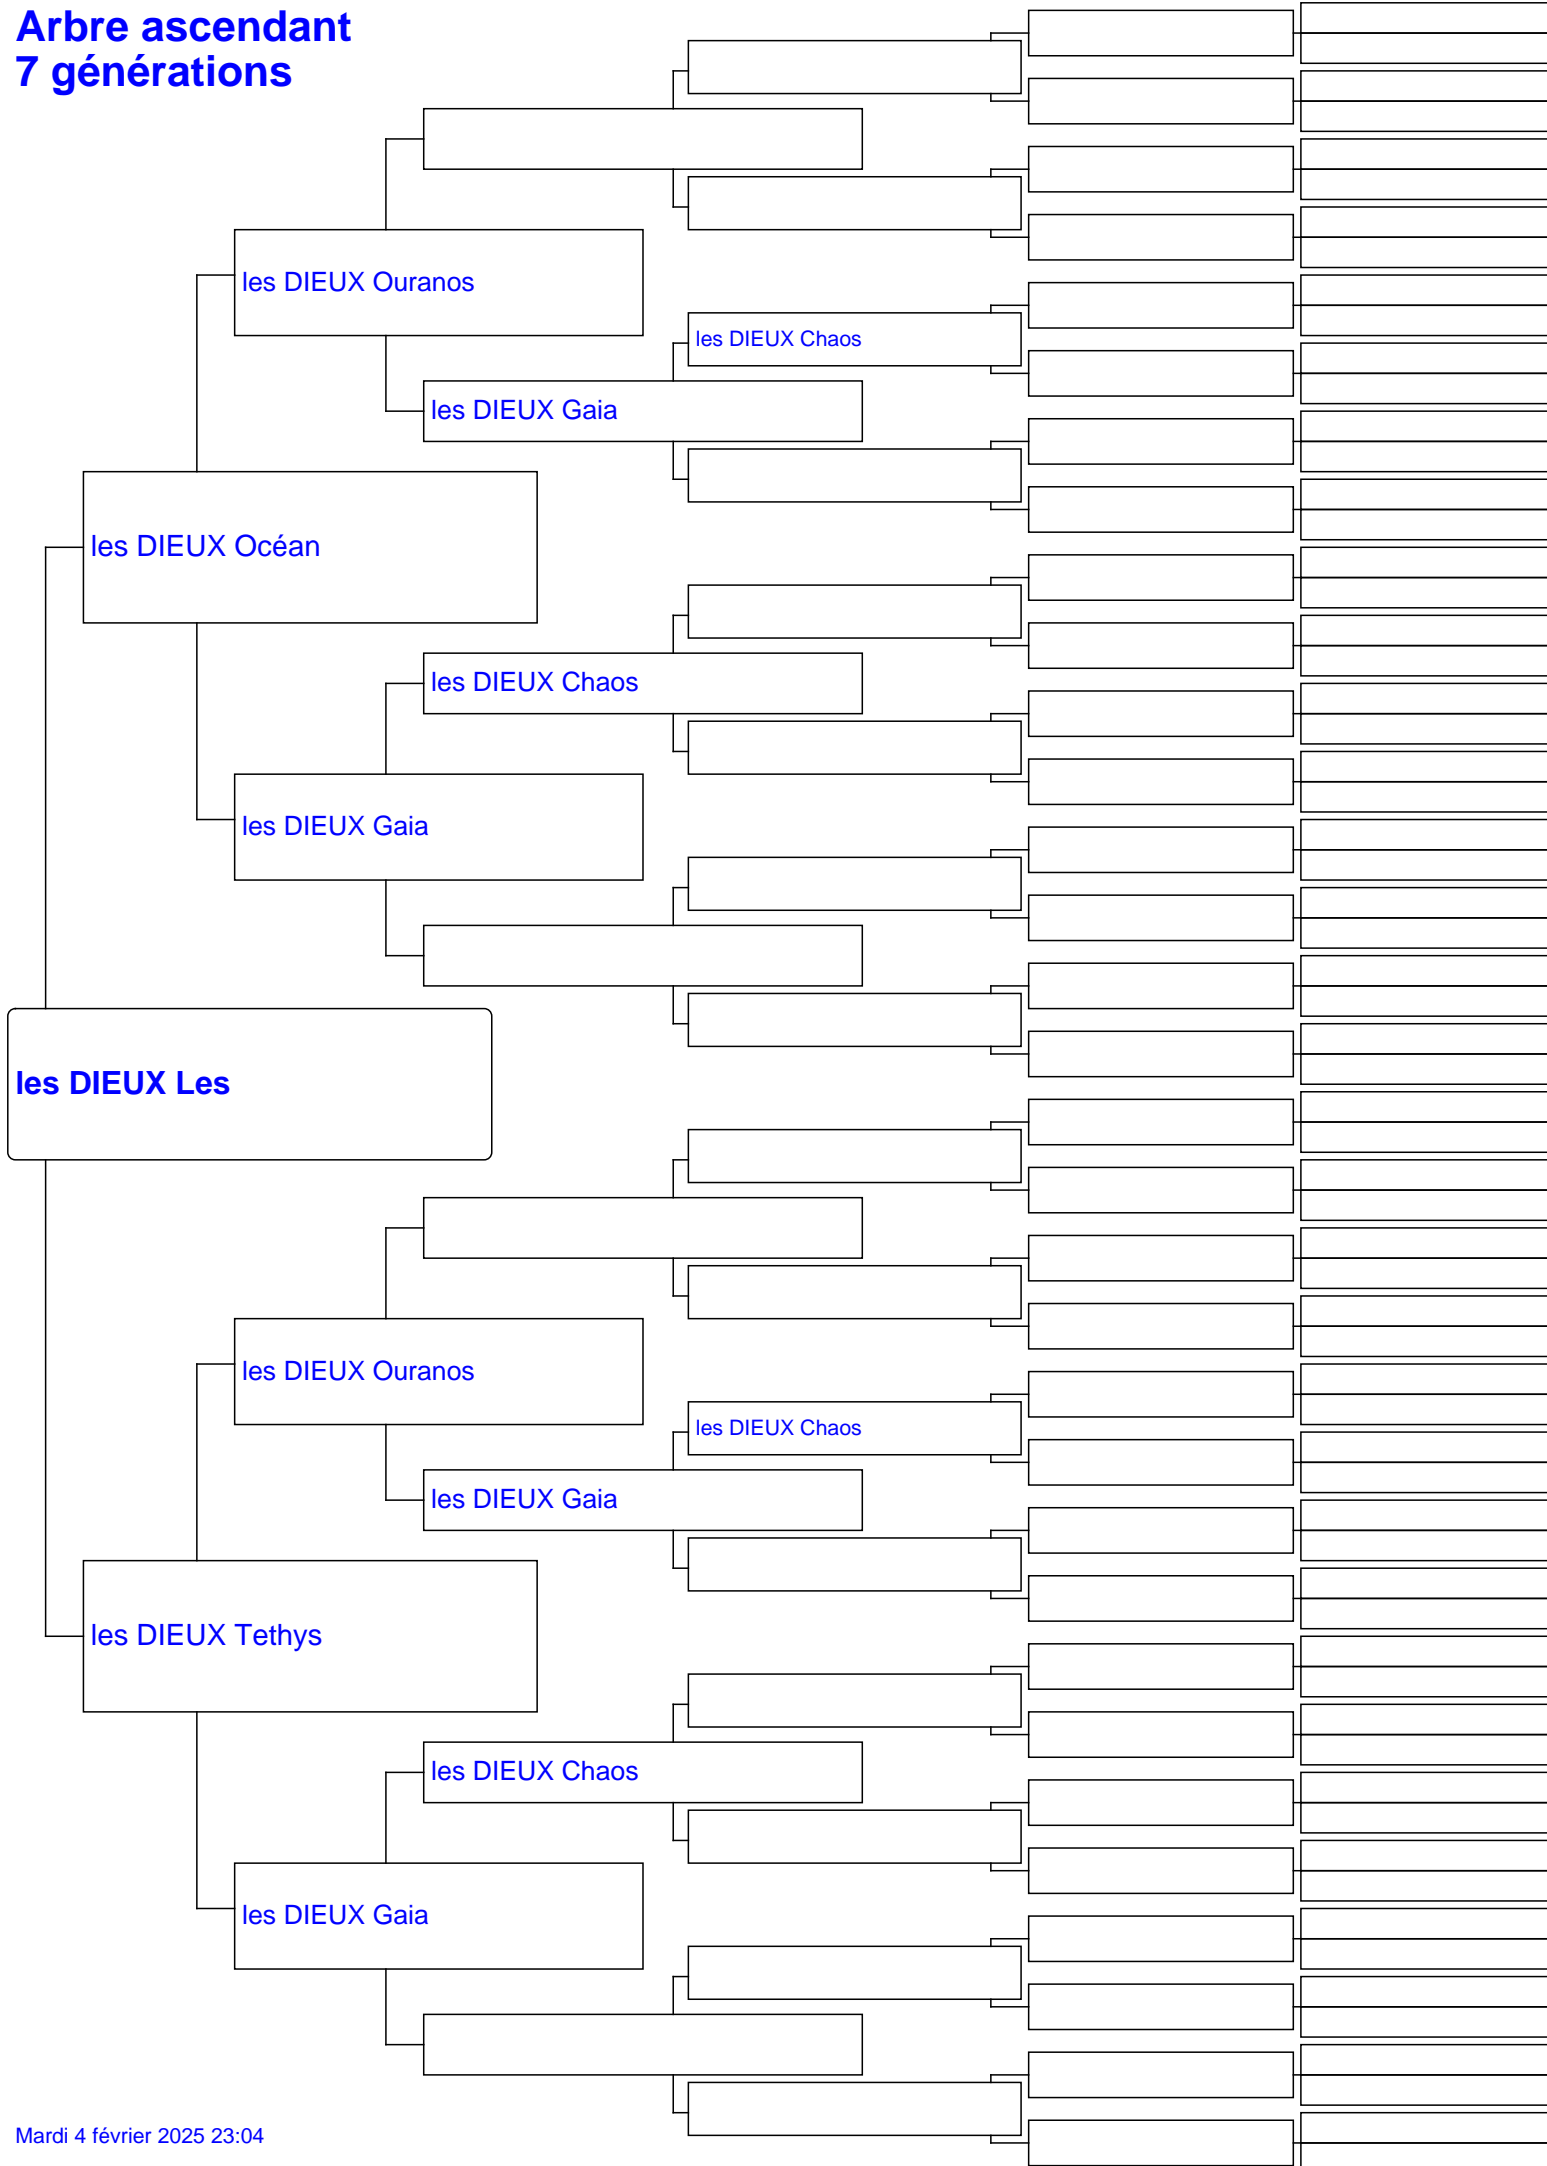 Arbre ascendant
7 générations
les DIEUX Ouranos
les DIEUX Chaos
les DIEUX Gaia
les DIEUX Océan
les DIEUX Chaos
les DIEUX Gaia
les DIEUX Les
les DIEUX Ouranos
les DIEUX Chaos
les DIEUX Gaia
les DIEUX Tethys
les DIEUX Chaos
les DIEUX Gaia
Mardi 4 février 2025 23:04